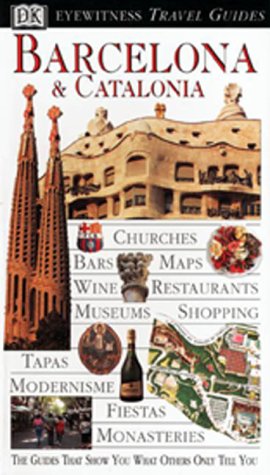 DK EYEWITNESS TRAVEL GUIDES
BARCELONA
& CATALONIA
CHURCHES
BARS MAPS
WINE RESTAURANTS
MUSEUMS SHOPPING
TAPAS
MODERNISME
FIESTAS
MONASTERIES
THE GUIDES THAT SHOW YOU WHAT OTHERS ONLY TELL YOU